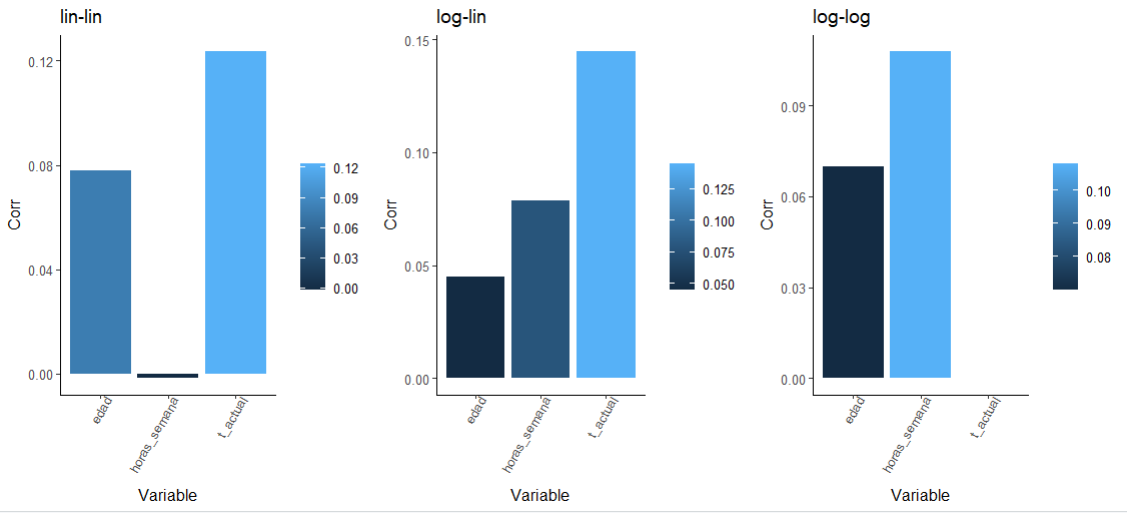 lin-lin
0.12
0.08
0.04
0.00
Corr
edad
horas_semana
t_actual
Variable
0.12
0.09
0.06
0.03
0.00
log-lin
0.15
0.10
0.05
0.00
Corr
edad
horas_semana
t_actual
Variable
0.125
0.100
0.075
0.050
log-log
0.09
0.06
0.03
0.00
Corr
edad
horas_semana
t_actual
Variable
0.10
0.09
0.08